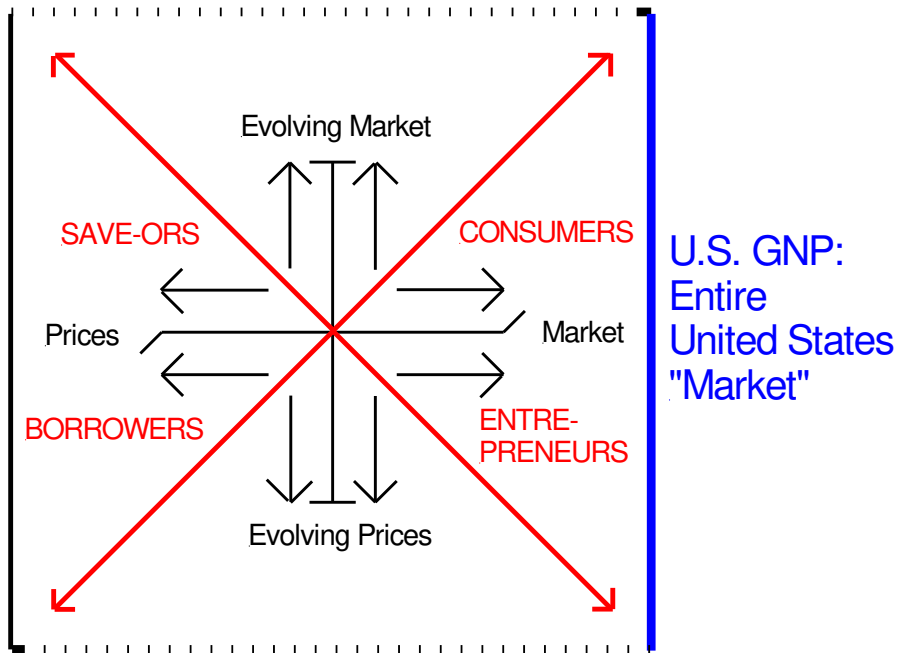 Evolving Market
SAVE-ORS
CONSUMERS
Prices
Market
BORROWERS
ENTRE-
PRENEURS
Evolving Prices
U.S. GNP:
Entire
United States
"Market"